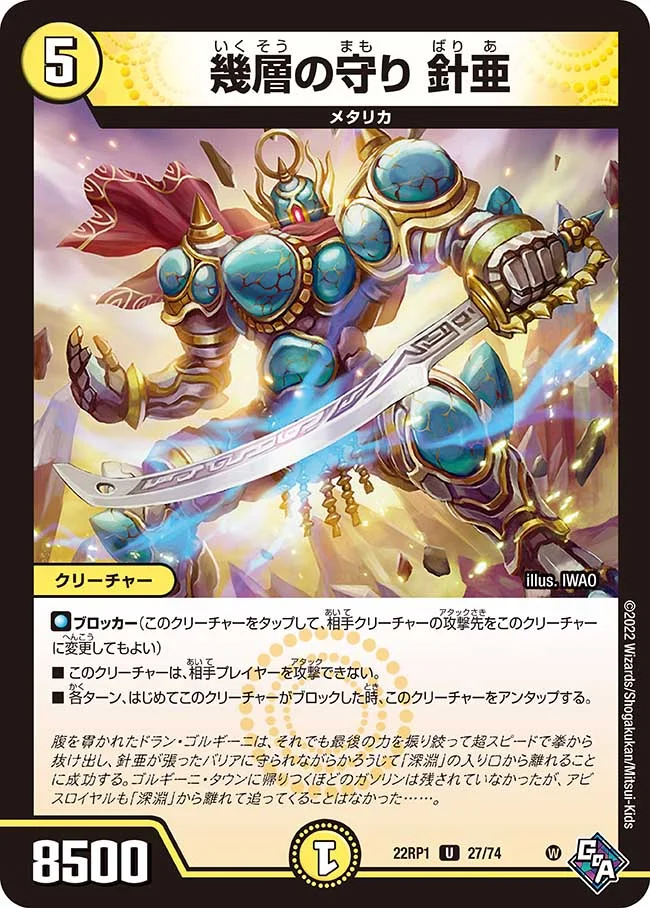 5
いくそう まも ばりあ
幾層の守り 針亜
メタリカ
クリーチャー
illus. IWAO
ブロッカー(このクリーチャーをタップして、相手クリーチャーの攻撃先をこのクリーチャー
に変更してもよい)
■ このクリーチャーは、相手プレイヤーを攻撃できない。
■ 各ターン、はじめてこのクリーチャーがブロックした時、このクリーチャーをアンタップする。
腹を貫かれたドラン・ゴルギーニは、それでも最後の力を振り絞って超スピードで拳から
抜け出し、針亜が張ったバリアに守られながらかろうじて「深淵」の入り口から離れること
に成功する。ゴルギーニ・タウンに帰りつくほどのガソリンは残されていなかったが、アビ
スロイヤルも「深淵」から離れて追ってくることはなかった……。
©2022 Wizards/Shogakukan/Mitsui-Kids
8500
1
22RP1 U 27/74
W
GoA